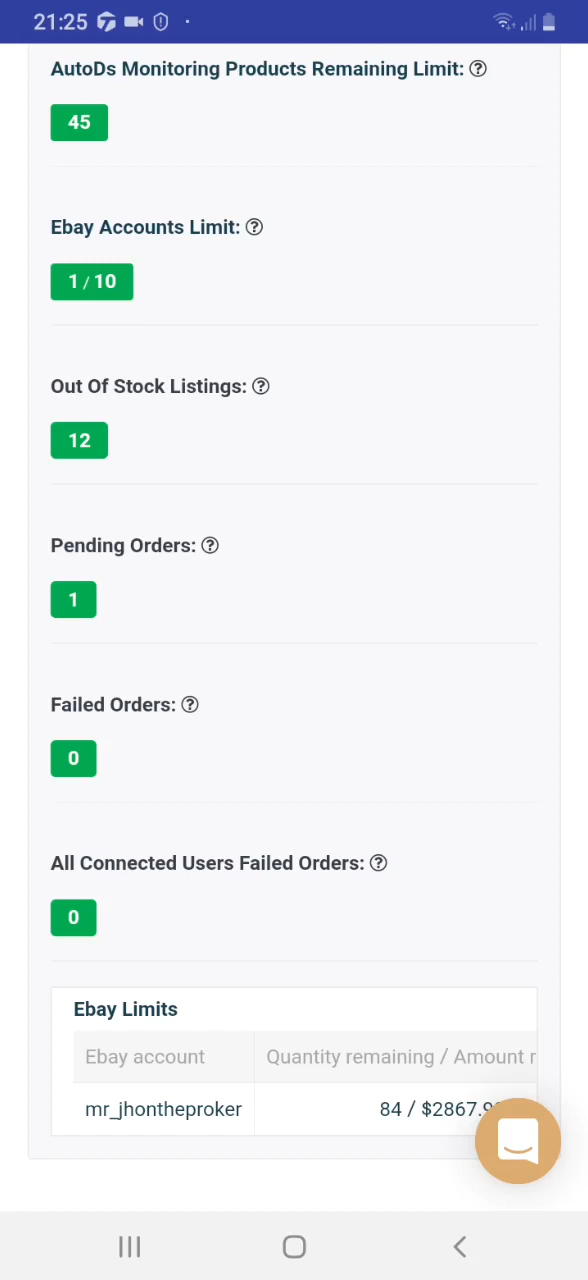 21:25
AutoDs Monitoring Products Remaining Limit: ?
45
Ebay Accounts Limit: ?
1 / 10
Out Of Stock Listings: ?
12
Pending Orders: ?
1
Failed Orders: ?
0
All Connected Users Failed Orders: ?
0
Ebay Limits
Ebay account Quantity remaining / Amount r
mr_jhontheproker 84 / $2867.9